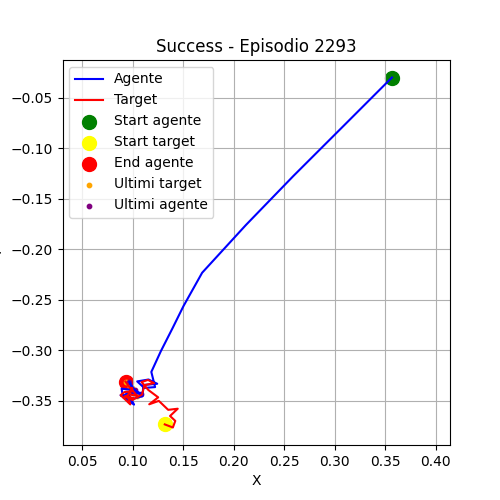 Success - Episodio 2293
Agente
Target
Start agente
Start target
End agente
Ultimi target
Ultimi agente
−0.05
−0.10
−0.15
−0.20
−0.25
−0.30
−0.35
0.05 0.10 0.15 0.20 0.25 0.30 0.35 0.40
X